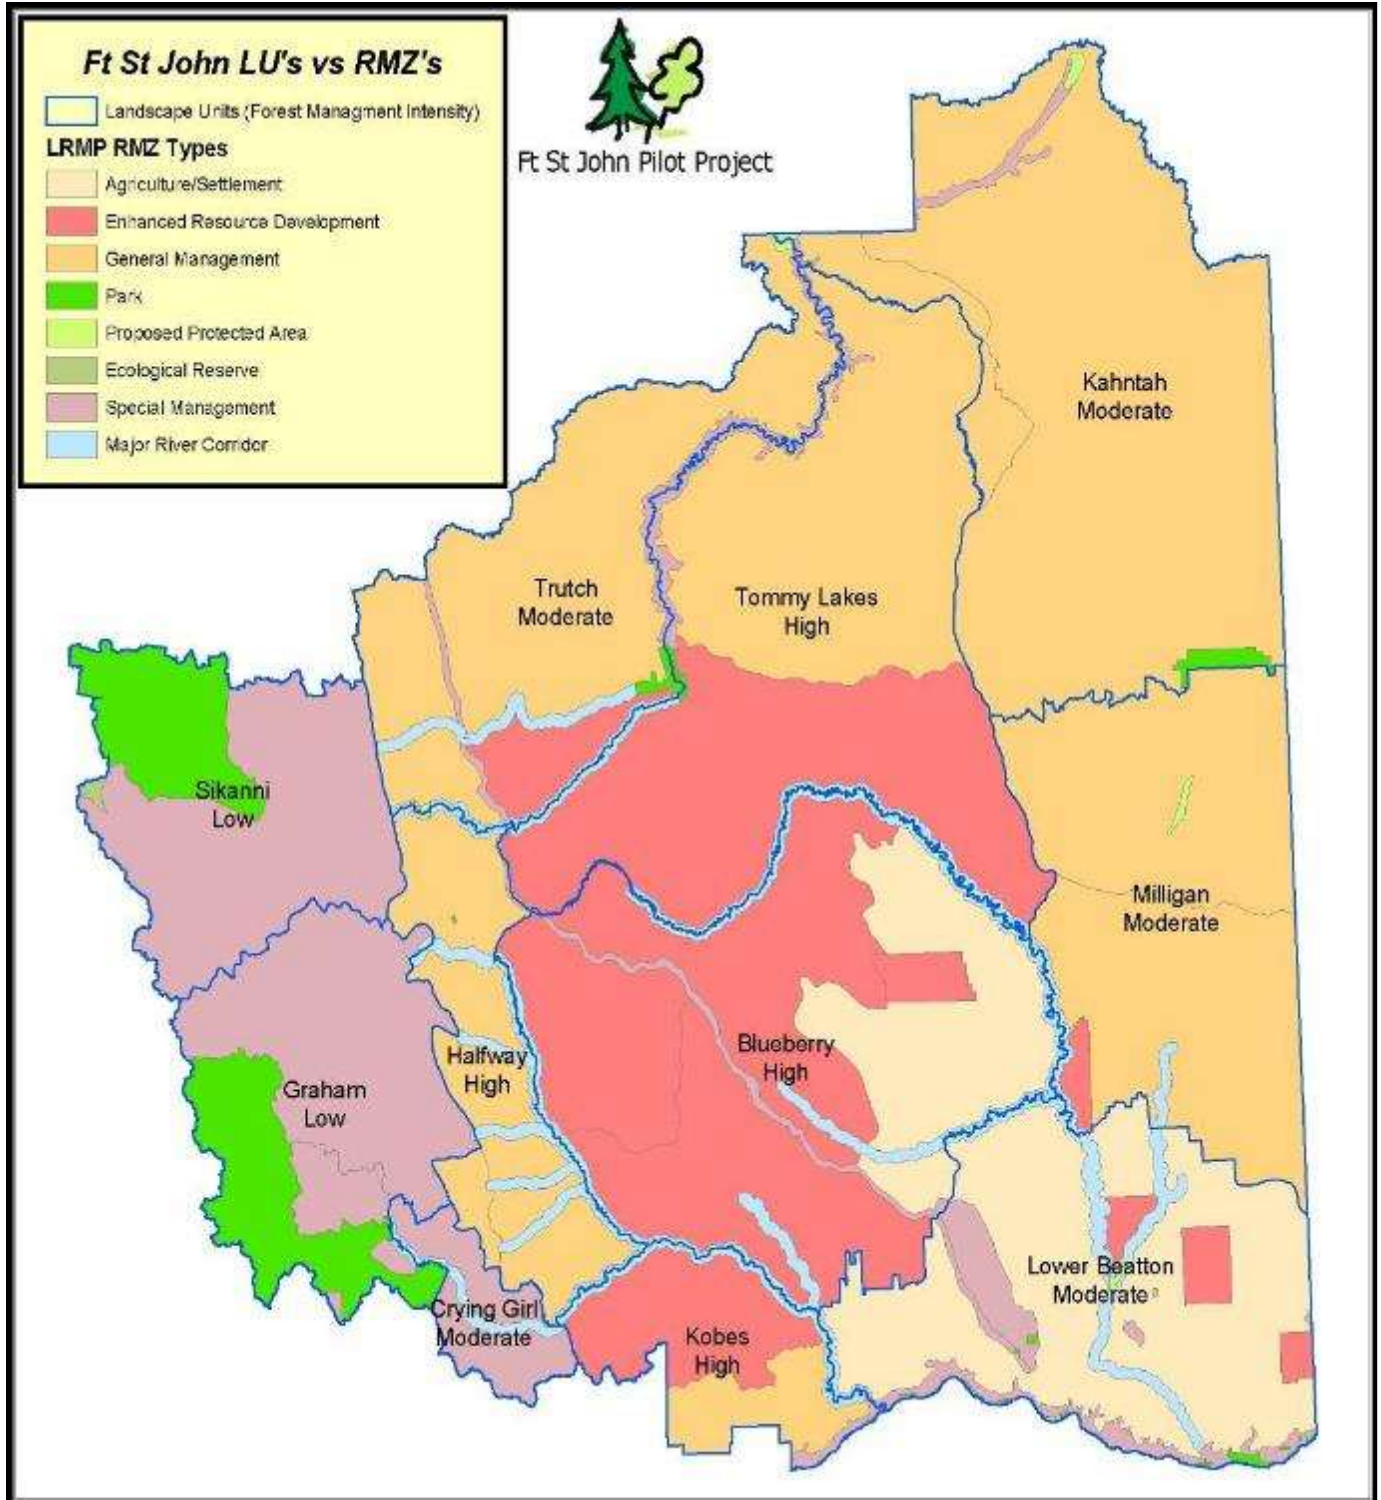 Ft St John LU's vs RMZ's
Landscape Units (Forest Managment Intensity)
LRMP RMZ Types
Agriculture/Settlement
Enhanced Resource Development
General Management
Park
Proposed Protected Area
Ecological Reserve
Special Management
Major River Corridor
Ft St John Pilot Project
Kahntah
Moderate
Trutch
Moderate
Tommy Lakes
High
Sikanni
Low
Milligan
Moderate
Halfway
High
Blueberry
High
Graham
Low
Lower Beatton
Moderate
Crying Girl
Moderate
Kobes
High